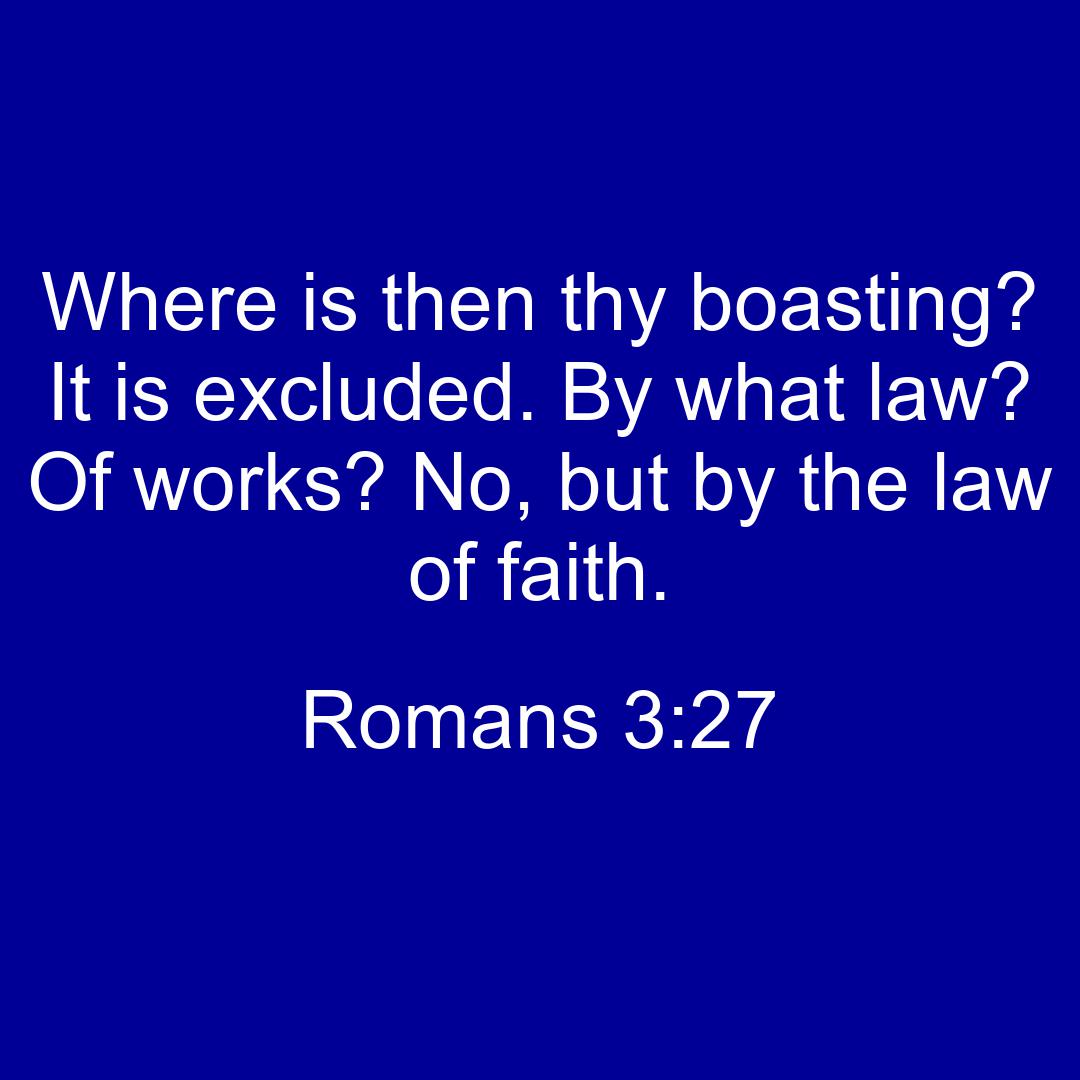 Where is then thy boasting?
It is excluded. By what law?
Of works? No, but by the law
of faith.
Romans 3:27